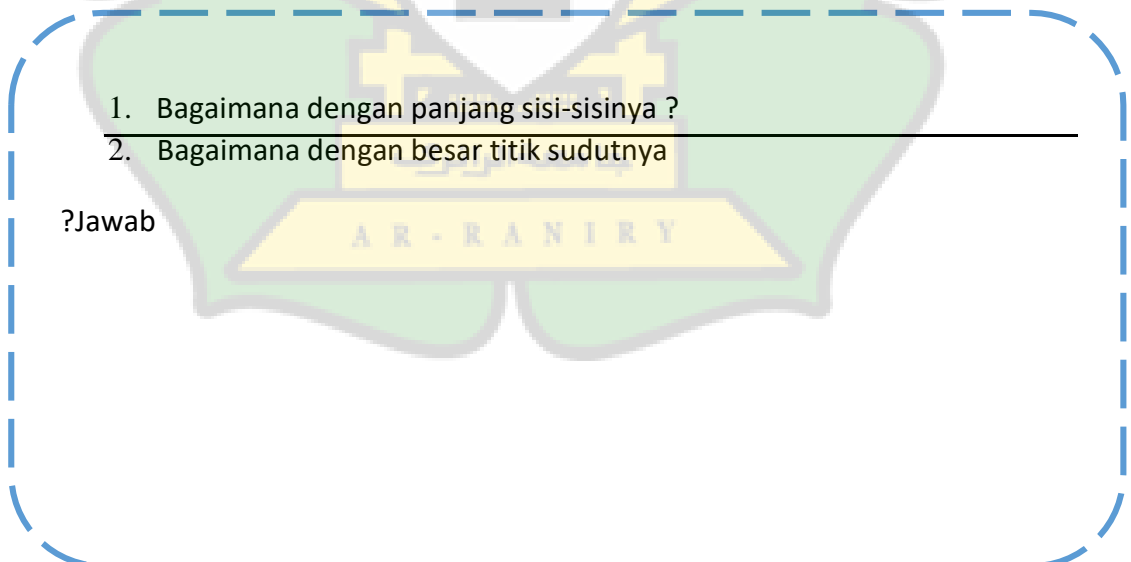 1. Bagaimana dengan panjang sisi-sisinya ?
2. Bagaimana dengan besar titik sudutnya
?Jawab
A R - R A N I R Y